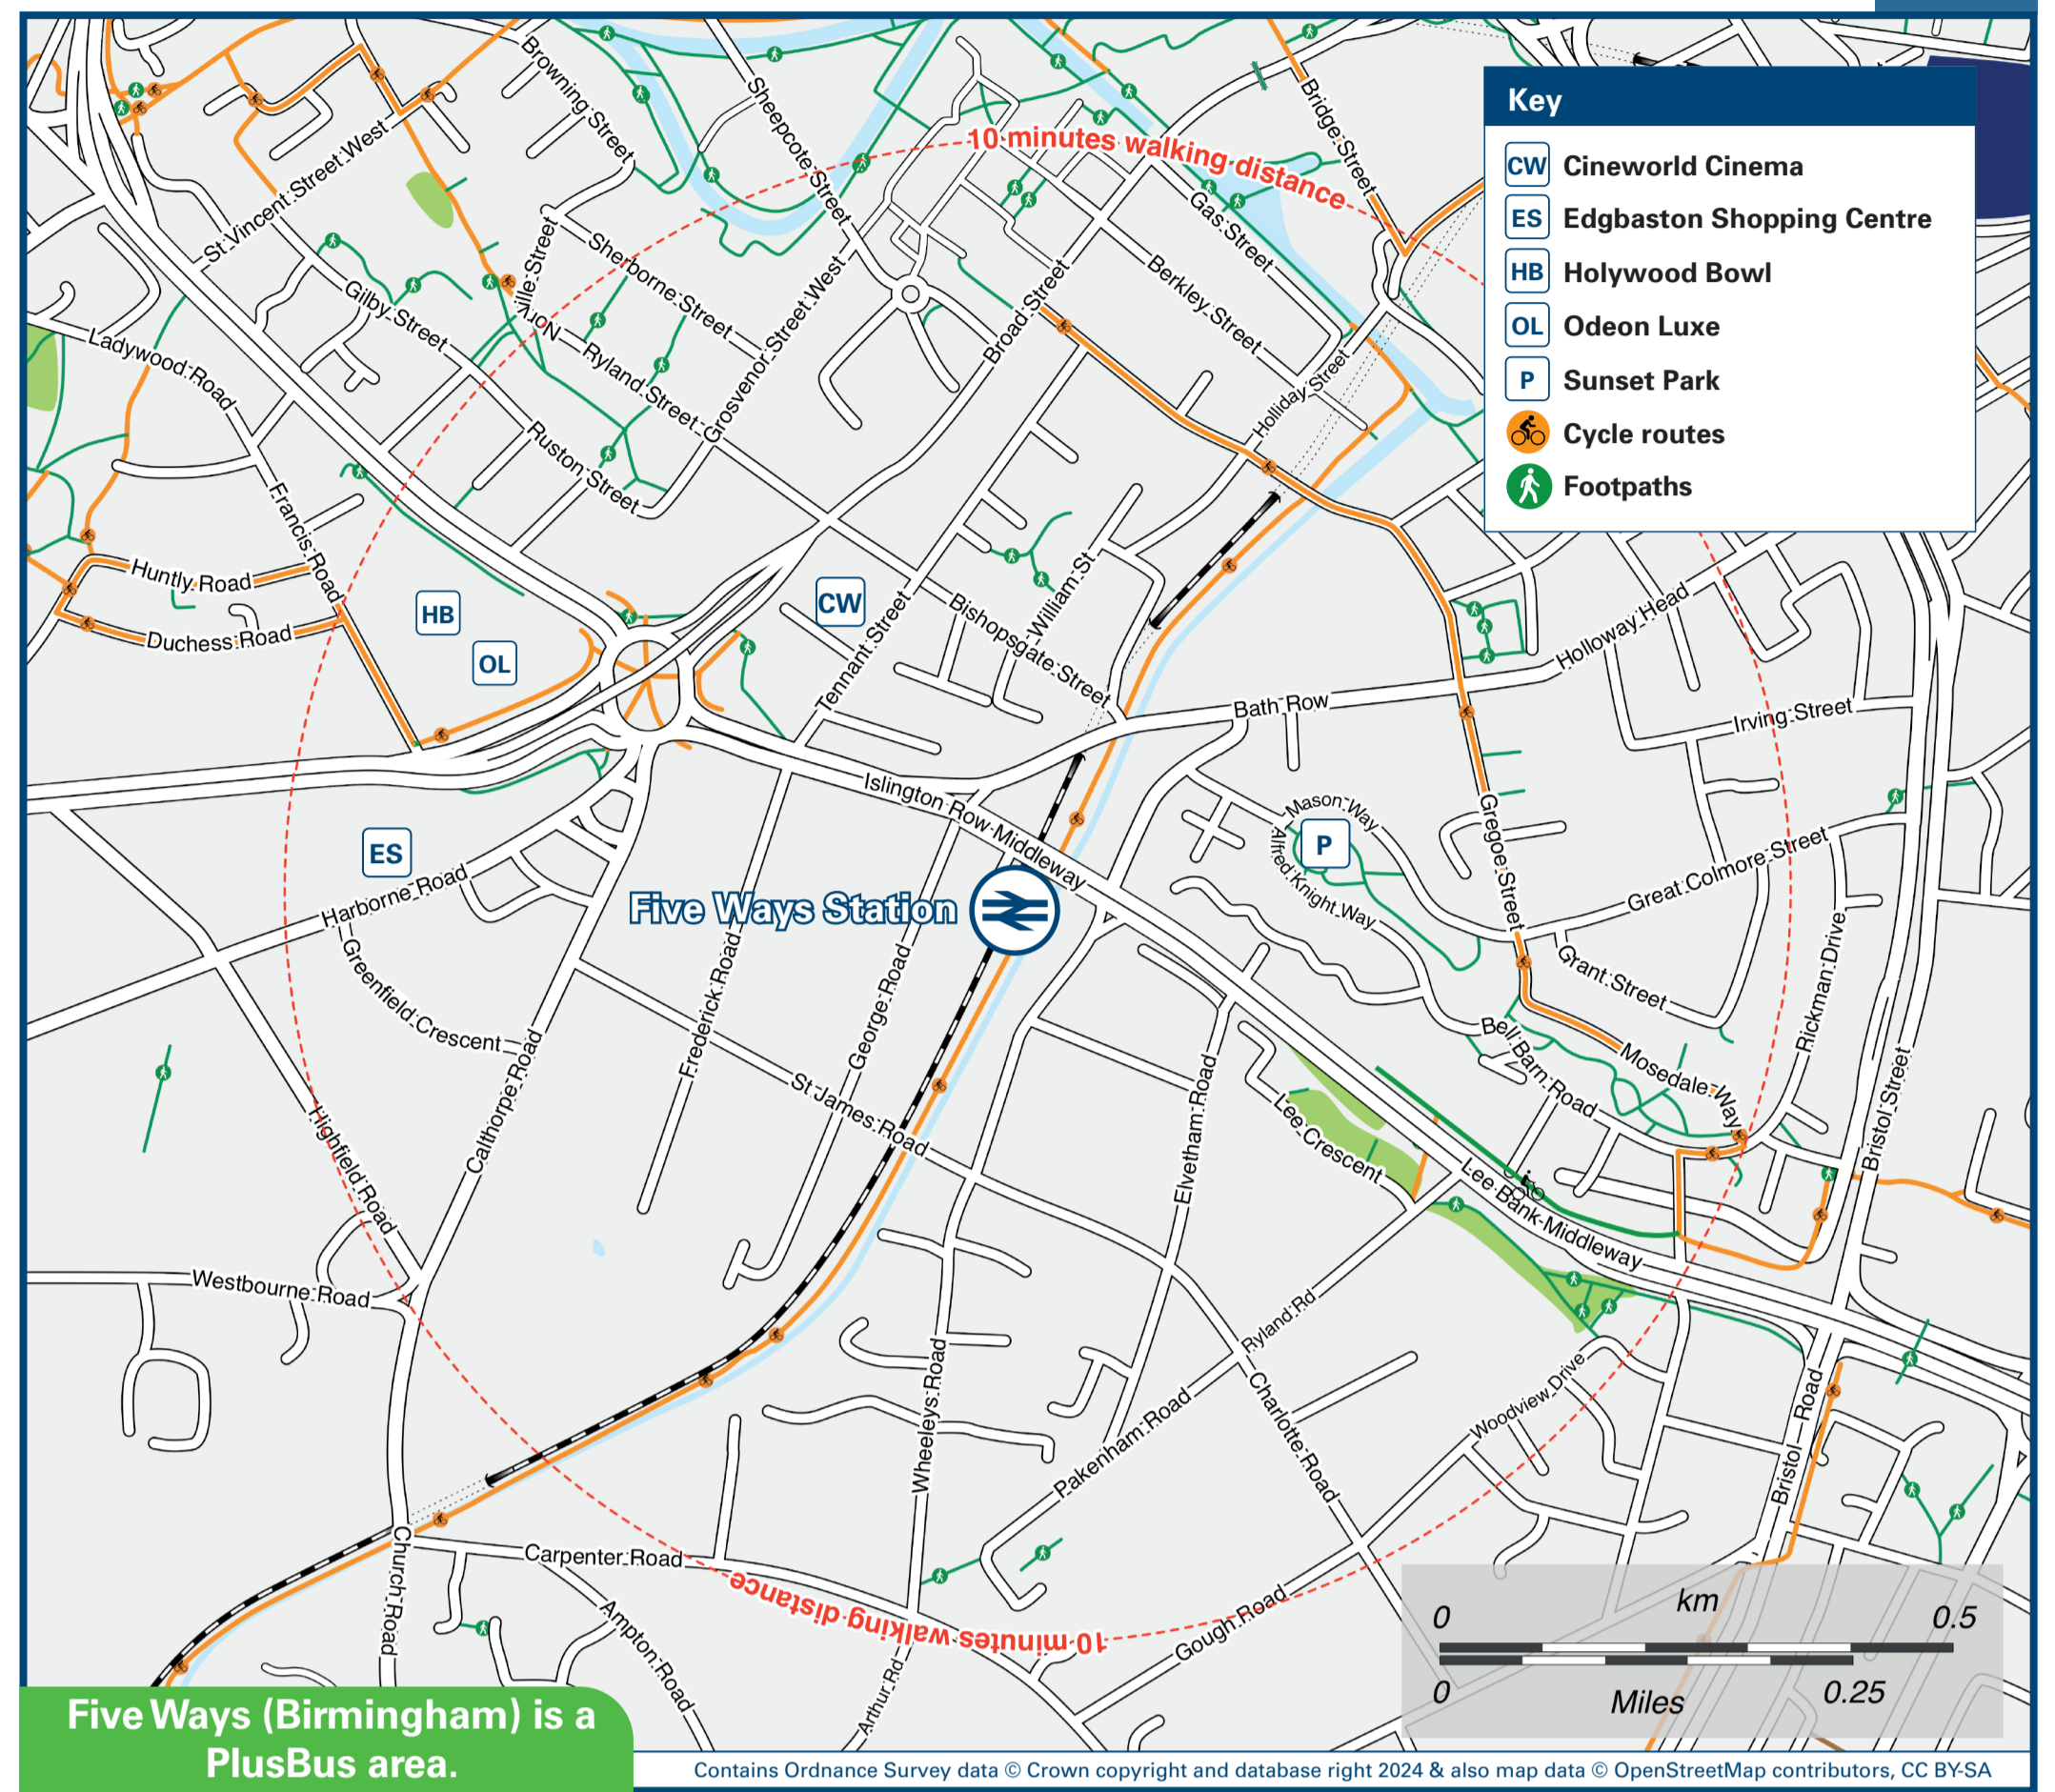 Browning Street
Sheepcote Street
Bridge Street
10 minutes walking distance
St Vincent Street West
Gas Street
Sherborne Street
Grosvenor Street West
Berkley Street
Gilby Street
Ryland Street
Broad Street
Ladywood Road
Holliday Street
Ruston Street
Francis Road
Huntly Road
Duchess Road
HB
OL
CW
Tennant Street
William St
Bishopsgate Street
Bath Row
Holloway Head
Irving Street
Islington Row Middleway
Mason Way
P
Alfred Knight Way
Gregoe Street
Great Colmore Street
ES
Harborne Road
Five Ways Station
Greenfield Crescent
Frederick Road
George Road
Grant Street
Rickman Drive
Calthorpe Road
St James Road
Bell Barn Road
Mosedale Way
Highfield Road
Elvetham Road
Lee Crescent
Lee Bank Middleway
Bristol Street
Westbourne Road
Ryland Rd
Wheeleys Road
Pakenham Road
Charlotte Road
Woodview Drive
Bristol Road
Church Road
Carpenter Road
10 minutes walking distance
Ampton Road
Arthur Rd
Gough Road
Key
CW Cineworld Cinema
ES Edgbaston Shopping Centre
HB Holywood Bowl
OL Odeon Luxe
P Sunset Park
Cycle routes
Footpaths
km
0 0.5
0 Miles 0.25
Five Ways (Birmingham) is a
PlusBus area.
Contains Ordnance Survey data © Crown copyright and database right 2024 & also map data © OpenStreetMap contributors, CC BY-SA